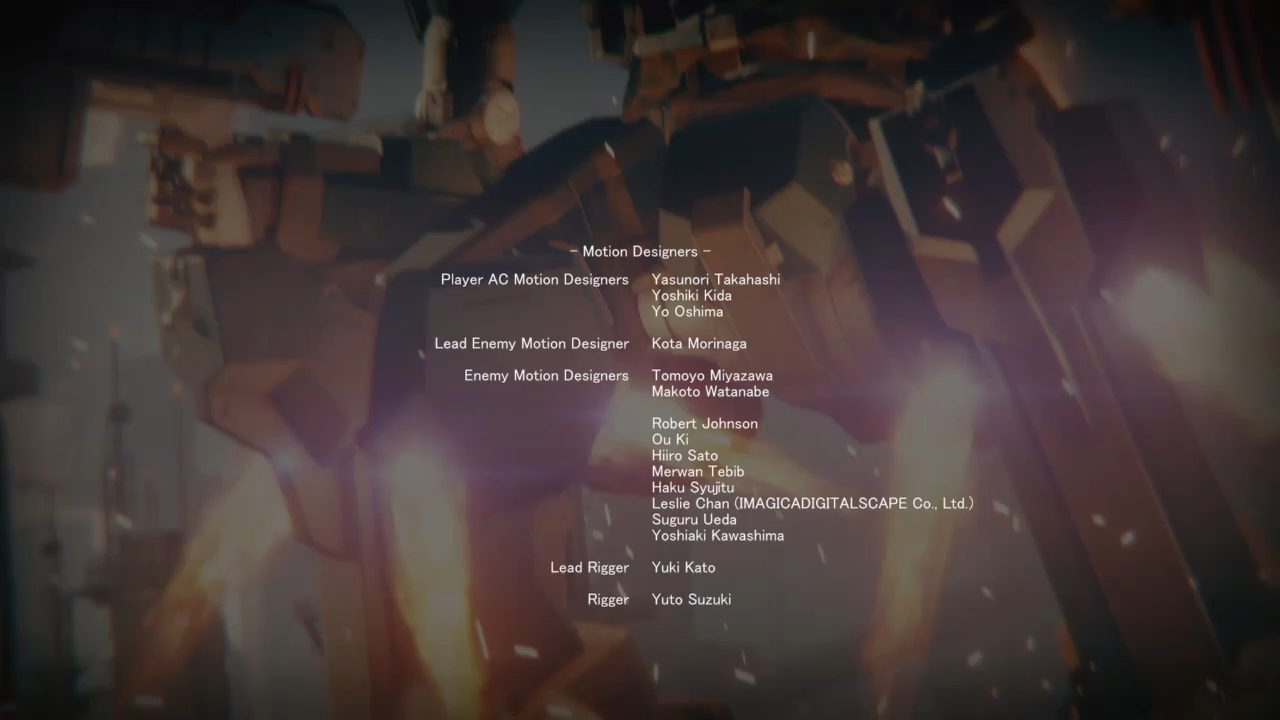 – Motion Designers –
Player AC Motion Designers Yasunori Takahashi
Yoshiki Kida
Yo Oshima
Lead Enemy Motion Designer Kota Morinaga
Enemy Motion Designers Tomoyo Miyazawa
Makoto Watanabe
Robert Johnson
Ou Ki
Hiiro Sato
Merwan Tebib
Haku Syujitu
Leslie Chan (IMAGICADIGITALSCAPE Co., Ltd.)
Suguru Ueda
Yoshiaki Kawashima
Lead Rigger Yuki Kato
Rigger Yuto Suzuki